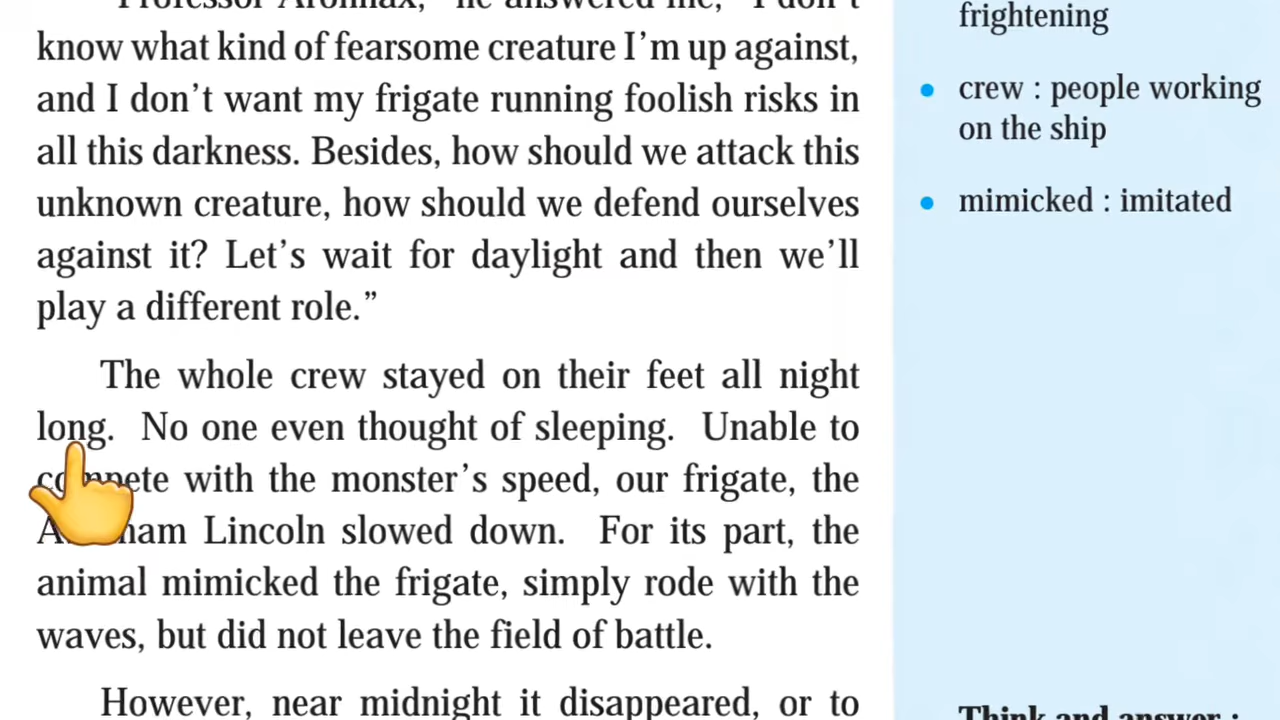 "Professor Aronnax," he answered me, "I don't
know what kind of fearsome creature I'm up against,
and I don't want my frigate running foolish risks in
all this darkness. Besides, how should we attack this
unknown creature, how should we defend ourselves
against it? Let's wait for daylight and then we'll
play a different role.”
The whole crew stayed on their feet all night
long. No one even thought of sleeping. Unable to
compete with the monster's speed, our frigate, the
Lincoln slowed down. For its part, the
animal mimicked the frigate, simply rode with the
waves, but did not leave the field of battle.
However, near midnight it disappeared, or to
frightening
• crew : people working
on the ship
• mimicked : imitated
Think and answer :